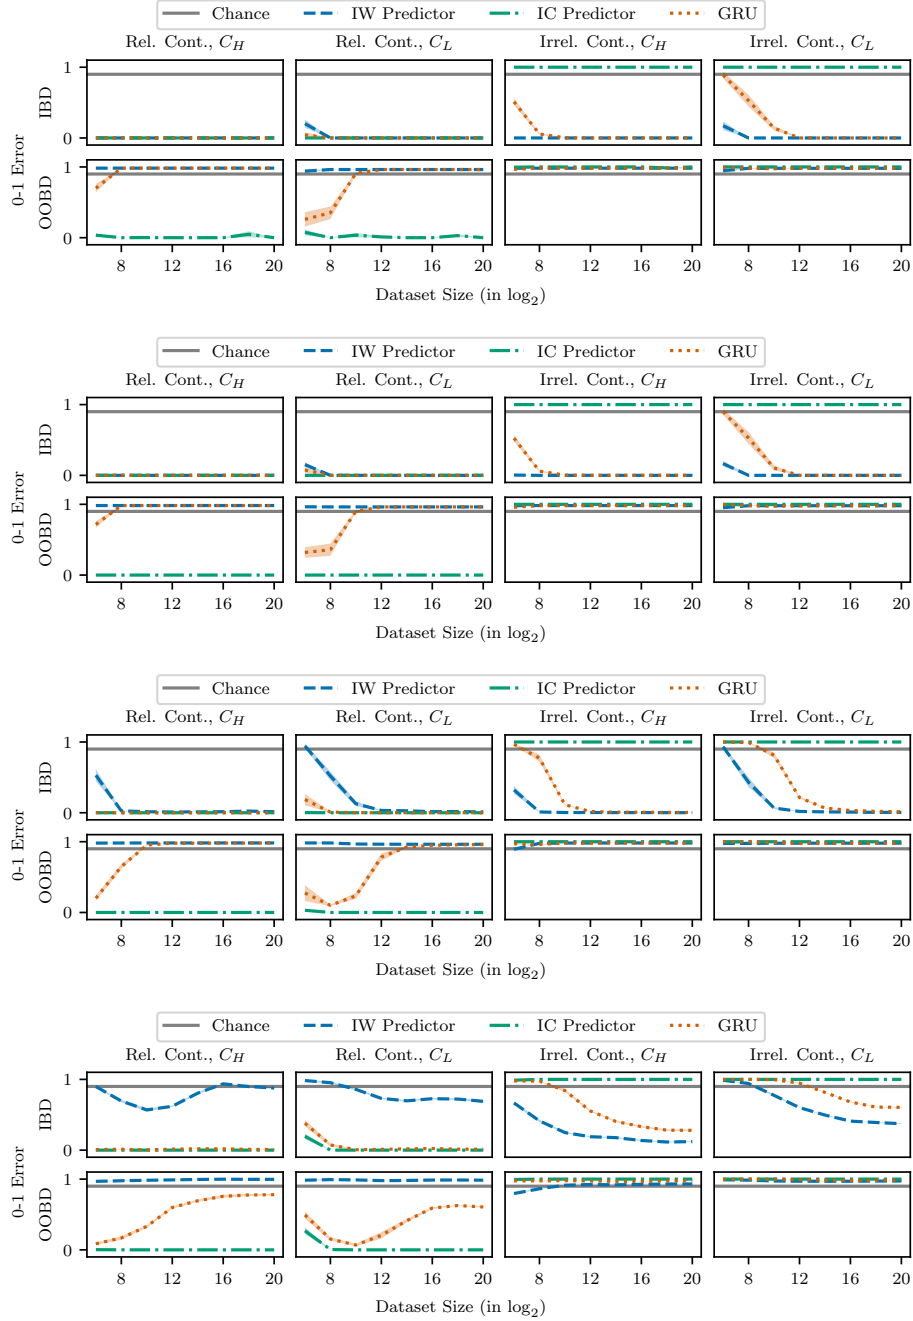 Chance IW Predictor IC Predictor GRU
Rel. Cont., C_H Rel. Cont., C_L Irrel. Cont., C_H Irrel. Cont., C_L
0-1 Error
IBD
1
0
OOBD
1
0
8 12 16 20 8 12 16 20 8 12 16 20 8 12 16 20
Dataset Size (in log₂)
Chance IW Predictor IC Predictor GRU
Rel. Cont., C_H Rel. Cont., C_L Irrel. Cont., C_H Irrel. Cont., C_L
0-1 Error
IBD
1
0
OOBD
1
0
8 12 16 20 8 12 16 20 8 12 16 20 8 12 16 20
Dataset Size (in log₂)
Chance IW Predictor IC Predictor GRU
Rel. Cont., C_H Rel. Cont., C_L Irrel. Cont., C_H Irrel. Cont., C_L
0-1 Error
IBD
1
0
OOBD
1
0
8 12 16 20 8 12 16 20 8 12 16 20 8 12 16 20
Dataset Size (in log₂)
Chance IW Predictor IC Predictor GRU
Rel. Cont., C_H Rel. Cont., C_L Irrel. Cont., C_H Irrel. Cont., C_L
0-1 Error
IBD
1
0
OOBD
1
0
8 12 16 20 8 12 16 20 8 12 16 20 8 12 16 20
Dataset Size (in log₂)